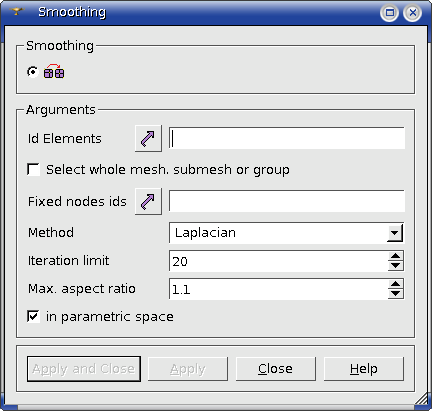 Smoothing
Smoothing
Arguments
Id Elements
Select whole mesh. submesh or group
Fixed nodes ids
Method Laplacian
Iteration limit 20
Max. aspect ratio 1.1
in parametric space
Apply and Close Apply Close Help